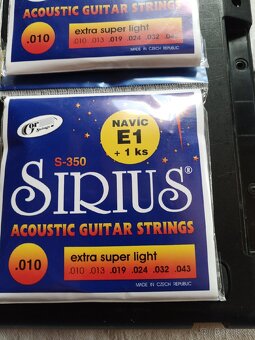 ACOUSTIC GUITAR STRINGS
.010
extra super light
.010 .013 .019 .024 .032 .04
MADE IN CZECH REPUBLIC
Gor
Strings
NAVÍC
E1
+ 1 ks
S-350
SIRIUS®
ACOUSTIC GUITAR STRINGS
.010
extra super light
.010 .013 .019 .024 .032 .043
MADE IN CZECH REPUBLIC